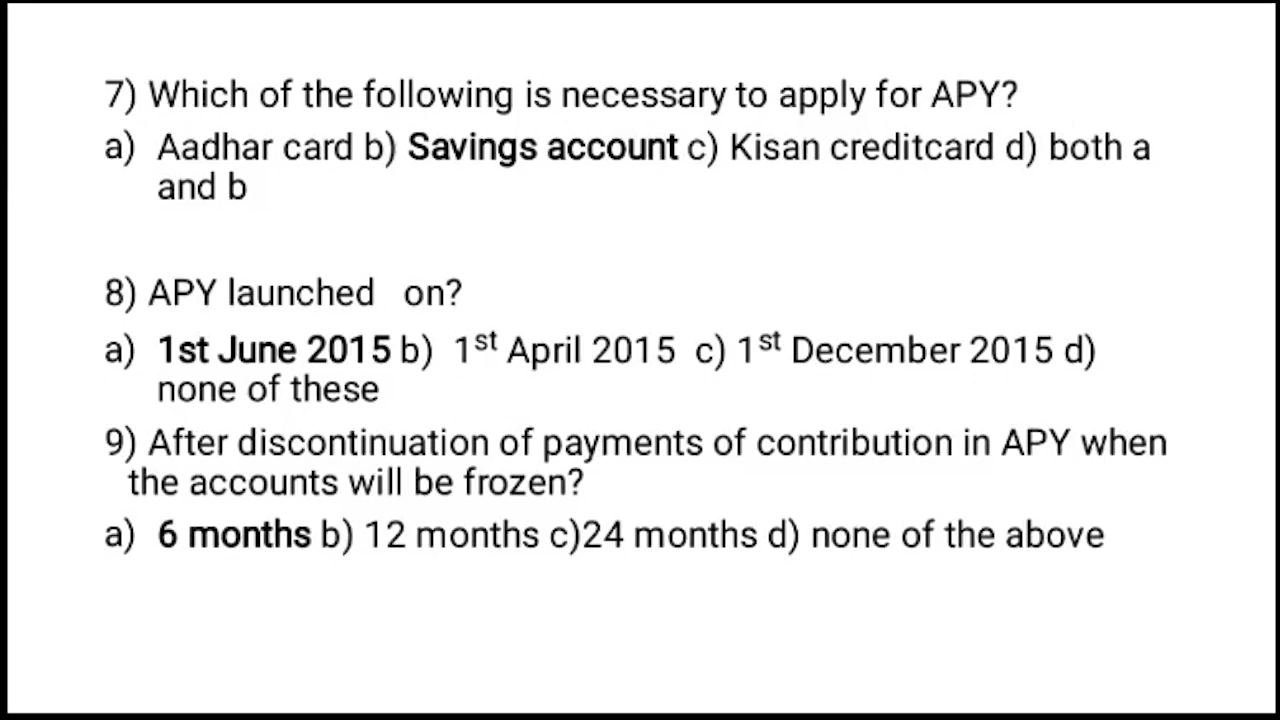 7) Which of the following is necessary to apply for APY?
a) Aadhar card b) Savings account c) Kisan creditcard d) both a
and b
8) APY launched on?
a) 1st June 2015 b) 1st April 2015 c) 1st December 2015 d)
none of these
9) After discontinuation of payments of contribution in APY when
the accounts will be frozen?
a) 6 months b) 12 months c)24 months d) none of the above